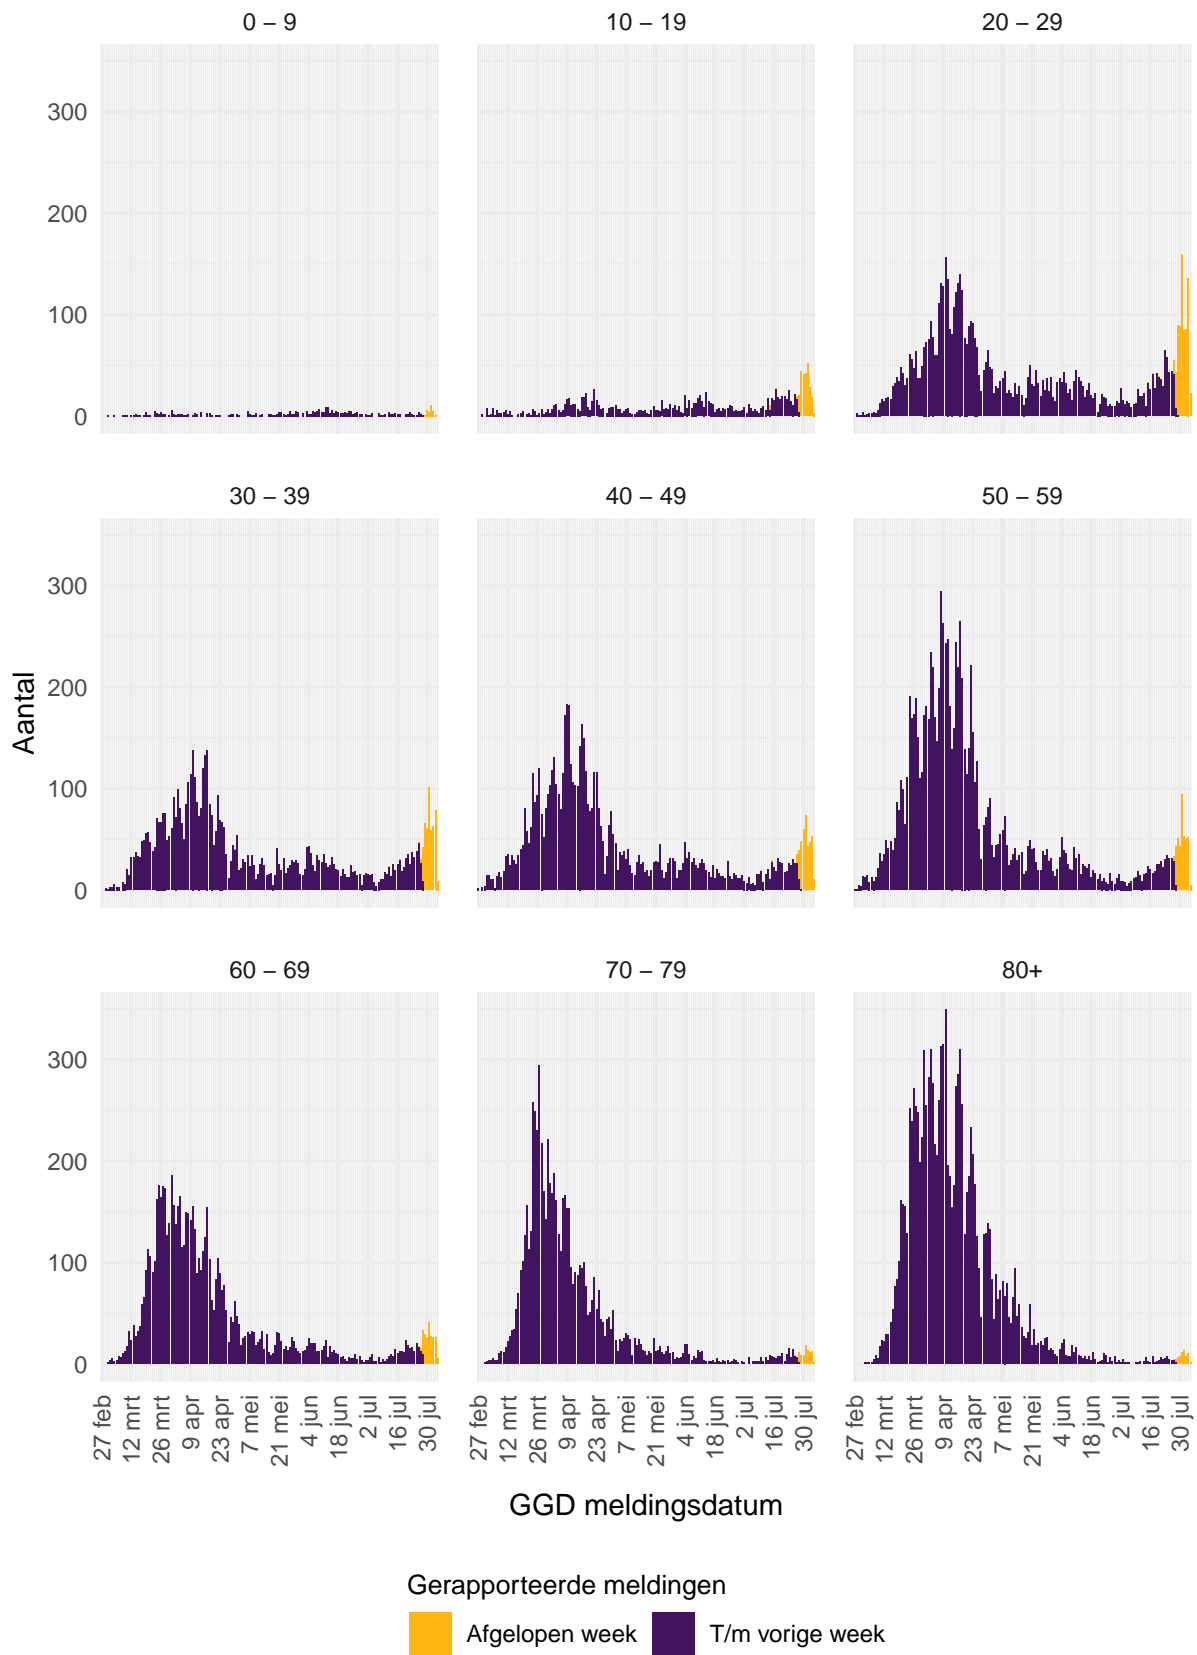 0 – 9
10 – 19
20 – 29
300
200
100
0
30 – 39
40 – 49
50 – 59
300
200
100
0
Aantal
60 – 69
70 – 79
80+
300
200
100
0
27 feb 12 mrt 26 mrt 9 apr 23 apr 7 mei 21 mei 4 jun 18 jun 2 jul 16 jul 30 jul
27 feb 12 mrt 26 mrt 9 apr 23 apr 7 mei 21 mei 4 jun 18 jun 2 jul 16 jul 30 jul
27 feb 12 mrt 26 mrt 9 apr 23 apr 7 mei 21 mei 4 jun 18 jun 2 jul 16 jul 30 jul
GGD meldingsdatum
Gerapporteerde meldingen
Afgelopen week T/m vorige week